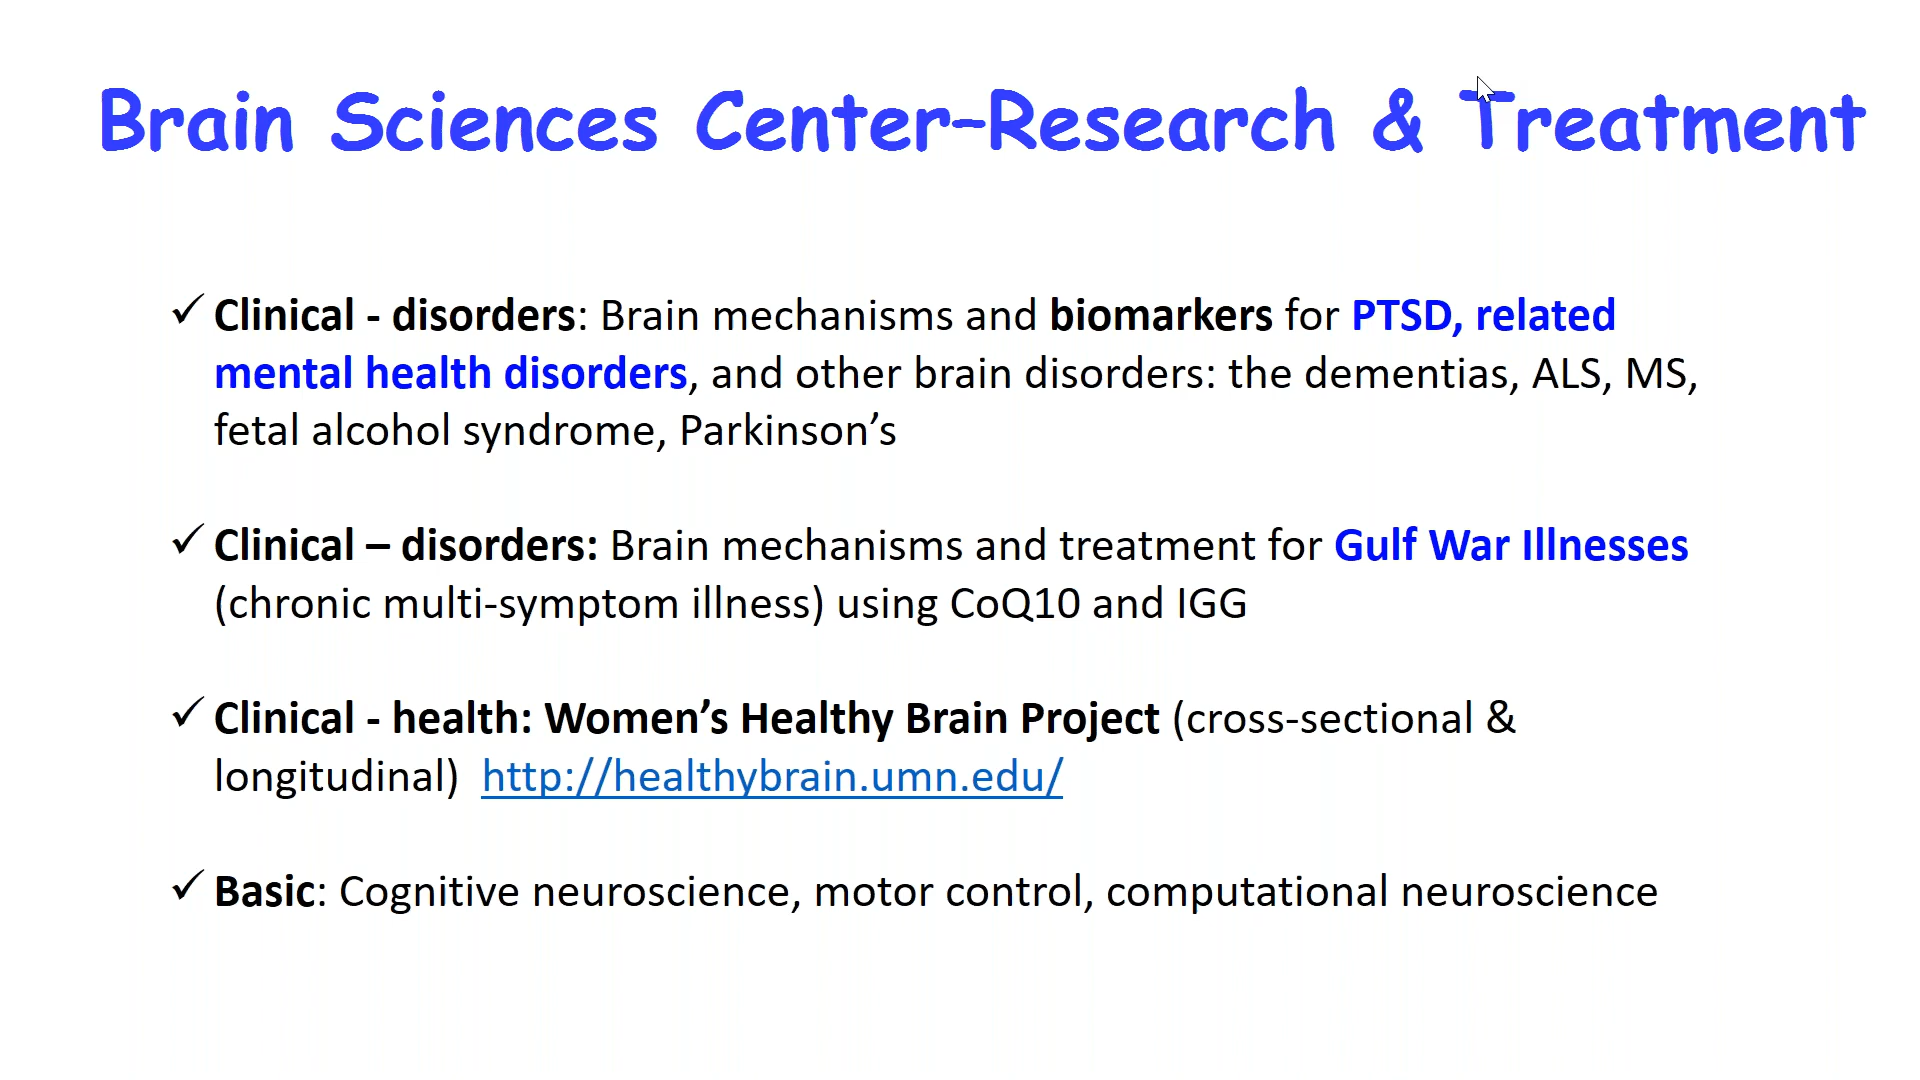 Brain Sciences Center-Research & Treatment
✓ Clinical - disorders: Brain mechanisms and biomarkers for PTSD, related
mental health disorders, and other brain disorders: the dementias, ALS, MS,
fetal alcohol syndrome, Parkinson’s
✓ Clinical – disorders: Brain mechanisms and treatment for Gulf War Illnesses
(chronic multi-symptom illness) using CoQ10 and IGG
✓ Clinical - health: Women’s Healthy Brain Project (cross-sectional &
longitudinal) http://healthybrain.umn.edu/
✓ Basic: Cognitive neuroscience, motor control, computational neuroscience